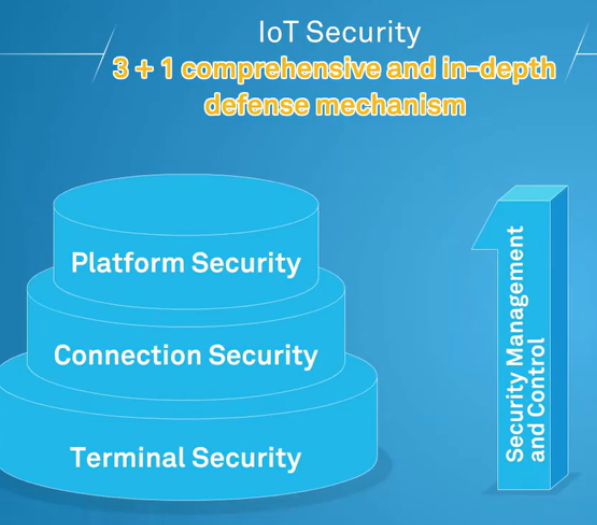 IoT Security
3 + 1 comprehensive and in-depth
defense mechanism
Platform Security
Connection Security
Terminal Security
Security Management
and Control